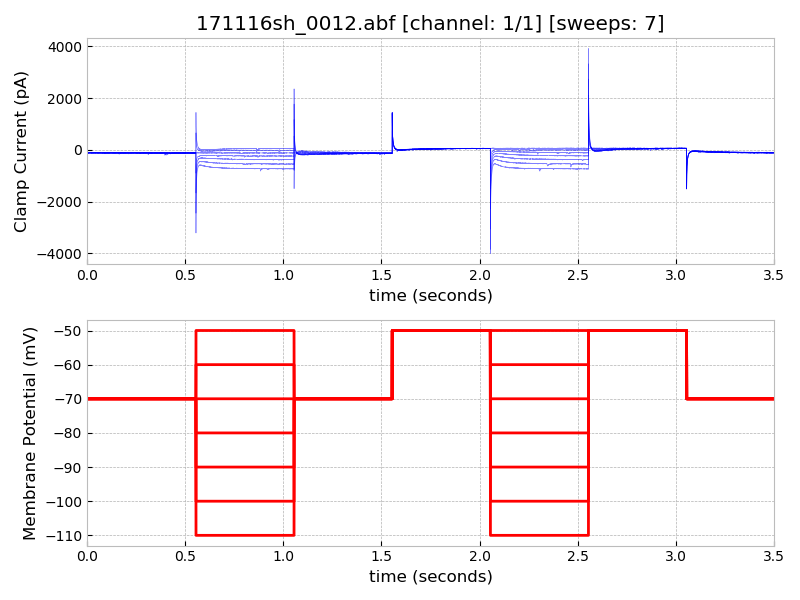 171116sh_0012.abf [channel: 1/1] [sweeps: 7]
Clamp Current (pA)
4000
2000
0
−2000
−4000
0.0 0.5 1.0 1.5 2.0 2.5 3.0 3.5
time (seconds)
Membrane Potential (mV)
−50
−60
−70
−80
−90
−100
−110
0.0 0.5 1.0 1.5 2.0 2.5 3.0 3.5
time (seconds)